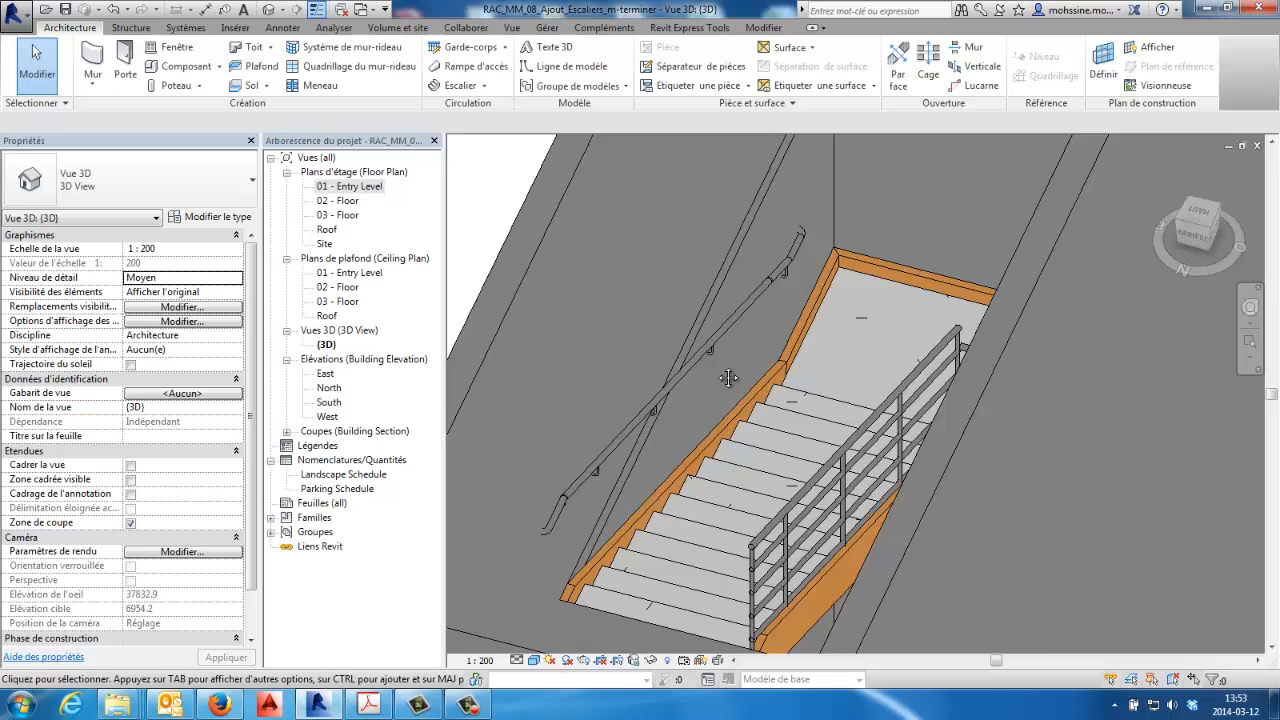 RAC_MM_08_Ajout_Escaliers_m-terminer - Vue 3D: {3D}
Entrez mot-clé ou expression
mohssine.mo...
Architecture Structure Systèmes Insérer Annoter Analyser Volume et site Collaborer Vue Gérer Compléments Revit Express Tools Modifier
Modifier
Mur
Porte
Fenêtre
Composant
Poteau
Toit
Plafond
Sol
Système de mur-rideau
Quadrillage du mur-rideau
Meneau
Garde-corps
Rampe d'accès
Escalier
Texte 3D
Ligne de modèle
Groupe de modèles
Pièce
Séparateur de pièces
Etiqueter une pièce
Surface
Séparation de surface
Etiqueter une surface
Par face
Cage
Mur
Verticale
Lucarne
Niveau
Quadrillage
Définir
Afficher
Plan de référence
Visionneuse
Sélectionner Création Circulation Modèle Pièce et surface Ouverture Référence Plan de construction
Propriétés
Vue 3D
3D View
Vue 3D: {3D} Modifier le type
Graphismes
Echelle de la vue 1 : 200
Valeur de l'échelle 1: 200
Niveau de détail Moyen
Visibilité des éléments Afficher l'original
Remplacements visibilit... Modifier...
Options d'affichage des ... Modifier...
Discipline Architecture
Style d'affichage de l'an... Aucun(e)
Trajectoire du soleil
Données d'identification
Gabarit de vue <Aucun>
Nom de la vue {3D}
Dépendance Indépendant
Titre sur la feuille
Etendues
Cadrer la vue
Zone cadrée visible
Cadrage de l'annotation
Délimitation éloignée ac...
Zone de coupe
Caméra
Paramètres de rendu Modifier...
Orientation verrouillée
Perspective
Elévation de l'oeil 37832.9
Elévation cible 6954.2
Position de la caméra Réglage
Phase de construction
Aide des propriétés Appliquer
Arborescence du projet - RAC_MM_0...
Vues (all)
Plans d'étage (Floor Plan)
01 - Entry Level
02 - Floor
03 - Floor
Roof
Site
Plans de plafond (Ceiling Plan)
01 - Entry Level
02 - Floor
03 - Floor
Roof
Vues 3D (3D View)
{3D}
Elévations (Building Elevation)
East
North
South
West
Coupes (Building Section)
Légendes
Nomenclatures/Quantités
Landscape Schedule
Parking Schedule
Feuilles (all)
Familles
Groupes
Liens Revit
HAUT
ARRIÈRE
N
1 : 200
Cliquez pour sélectionner. Appuyez sur TAB pour afficher d'autres options, sur CTRL pour ajouter et sur MAJ p
:0
Modèle de base
:0
13:53
2014-03-12